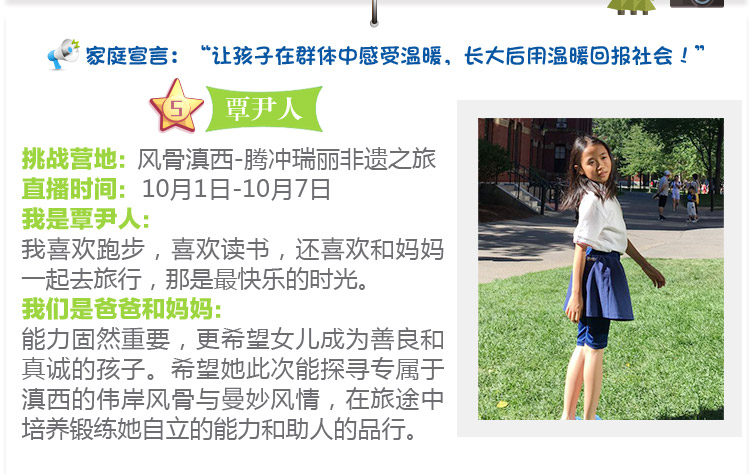 家庭宣言：“让孩子在群体中感受温暖，长大后用温暖回报社会！”
5 覃尹人
挑战营地：风骨滇西-腾冲瑞丽非遗之旅
直播时间：10月1日-10月7日
我是覃尹人：
我喜欢跑步，喜欢读书，还喜欢和妈妈
一起去旅行，那是最快乐的时光。
我们是爸爸和妈妈：
能力固然重要，更希望女儿成为善良和
真诚的孩子。希望她此次能探寻专属于
滇西的伟岸风骨与曼妙风情，在旅途中
培养锻练她自立的能力和助人的品行。